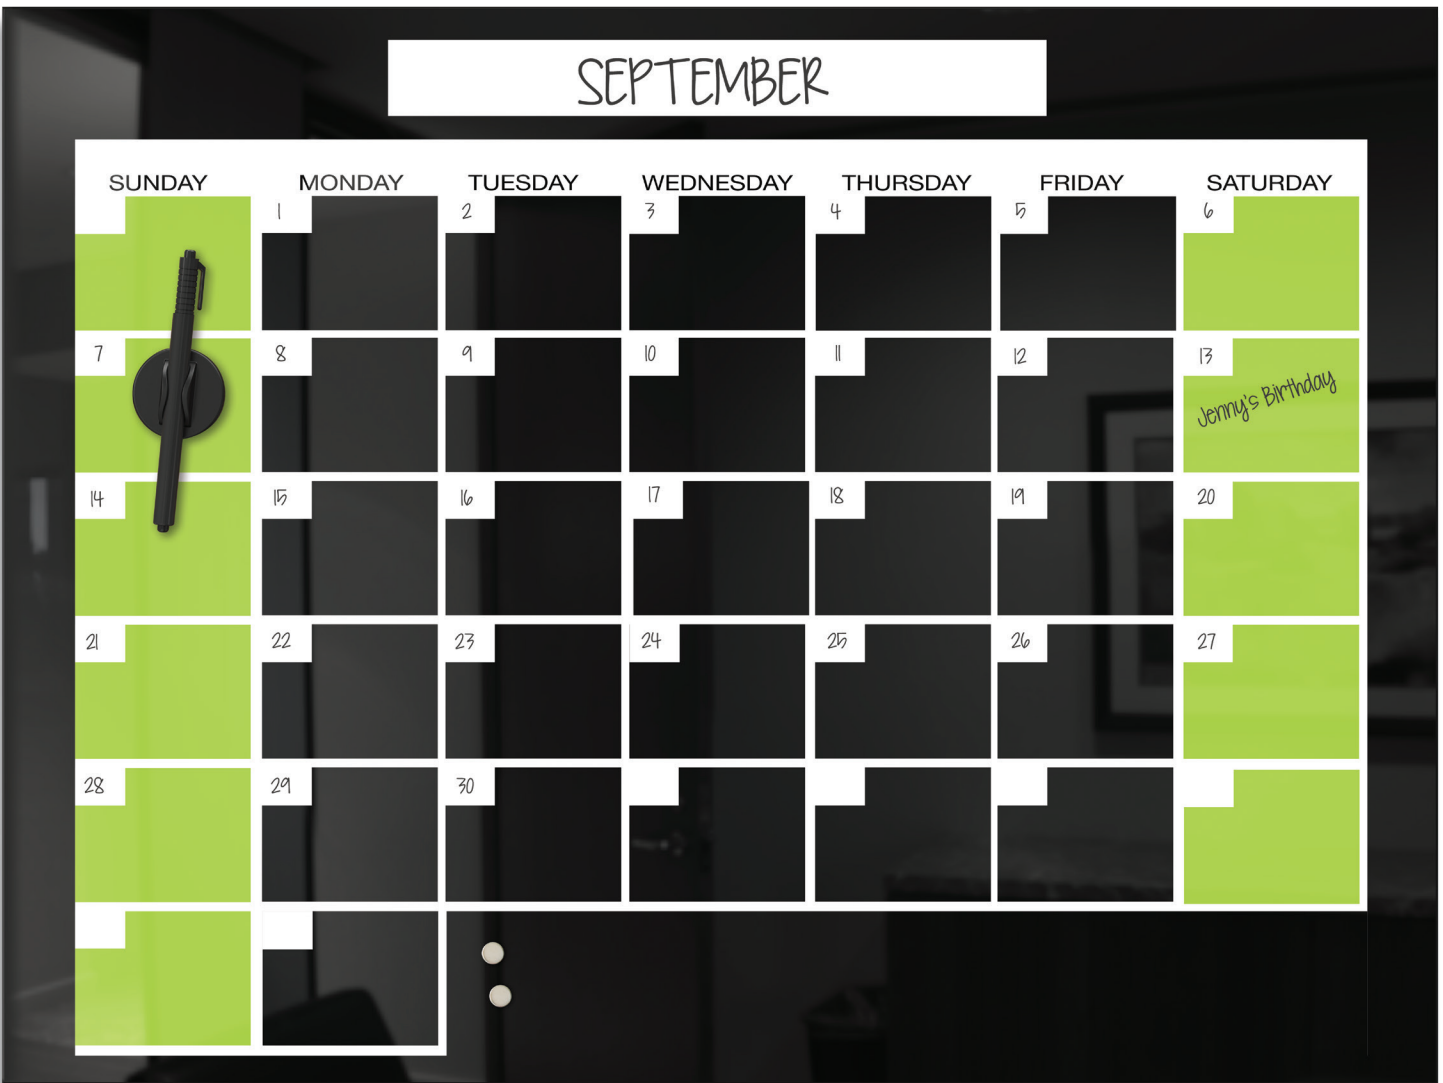 SEPTEMBER
SUNDAY MONDAY TUESDAY WEDNESDAY THURSDAY FRIDAY SATURDAY
1 2 3 4 5 6
7 8 9 10 11 12 13
Jenny's Birthday
14 15 16 17 18 19 20
21 22 23 24 25 26 27
28 29 30